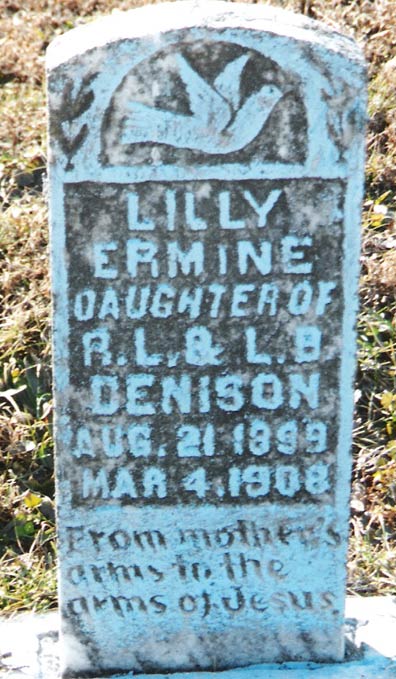 LILLY
ERMINE
DAUGHTER OF
R. L. & L. B.
DENISON
AUG. 21 1899
MAR 4. 1908
From mother's
arms to the
arms of Jesus